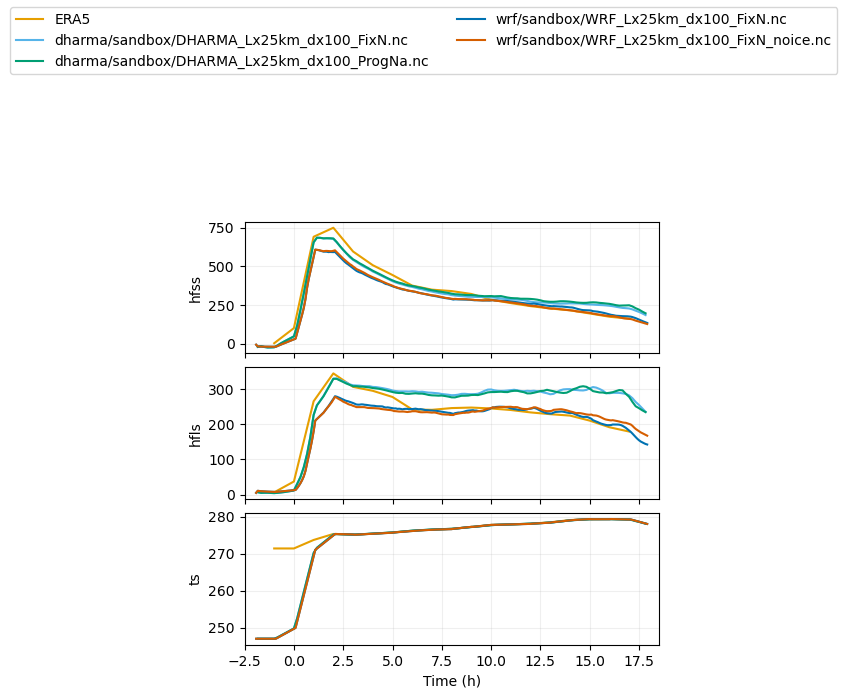 ERA5
dharma/sandbox/DHARMA_Lx25km_dx100_FixN.nc
dharma/sandbox/DHARMA_Lx25km_dx100_ProgNa.nc
wrf/sandbox/WRF_Lx25km_dx100_FixN.nc
wrf/sandbox/WRF_Lx25km_dx100_FixN_noice.nc
750
500
250
0
hfss
300
200
100
0
hfls
280
270
260
250
ts
−2.5 0.0 2.5 5.0 7.5 10.0 12.5 15.0 17.5
Time (h)